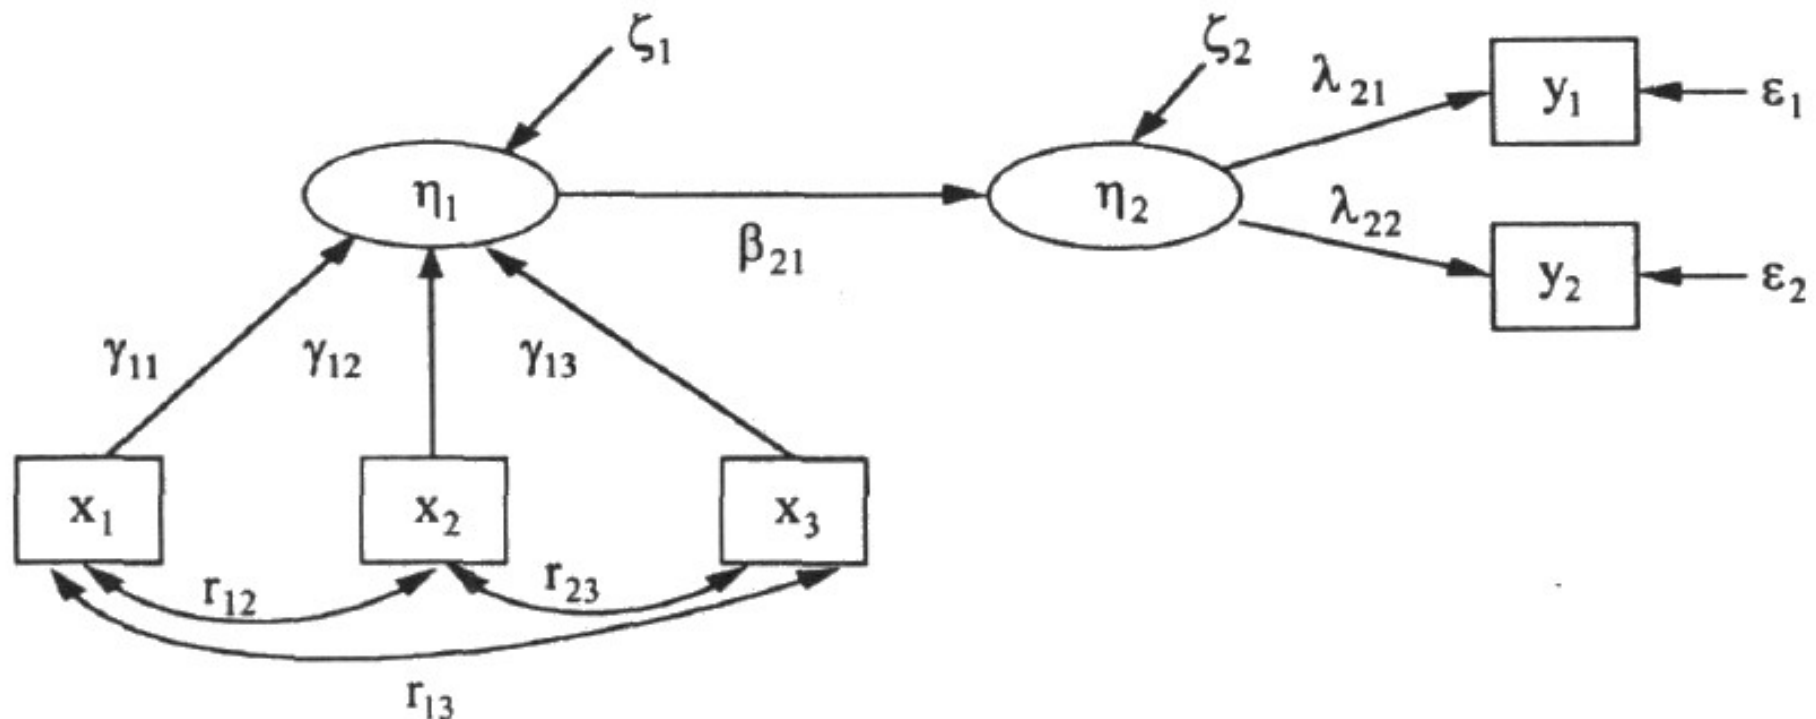 ζ₁
ζ₂
λ₂₁
y₁
ε₁
η₁
η₂
β₂₁
λ₂₂
y₂
ε₂
γ₁₁
γ₁₂
γ₁₃
x₁
x₂
x₃
r₁₂
r₂₃
r₁₃